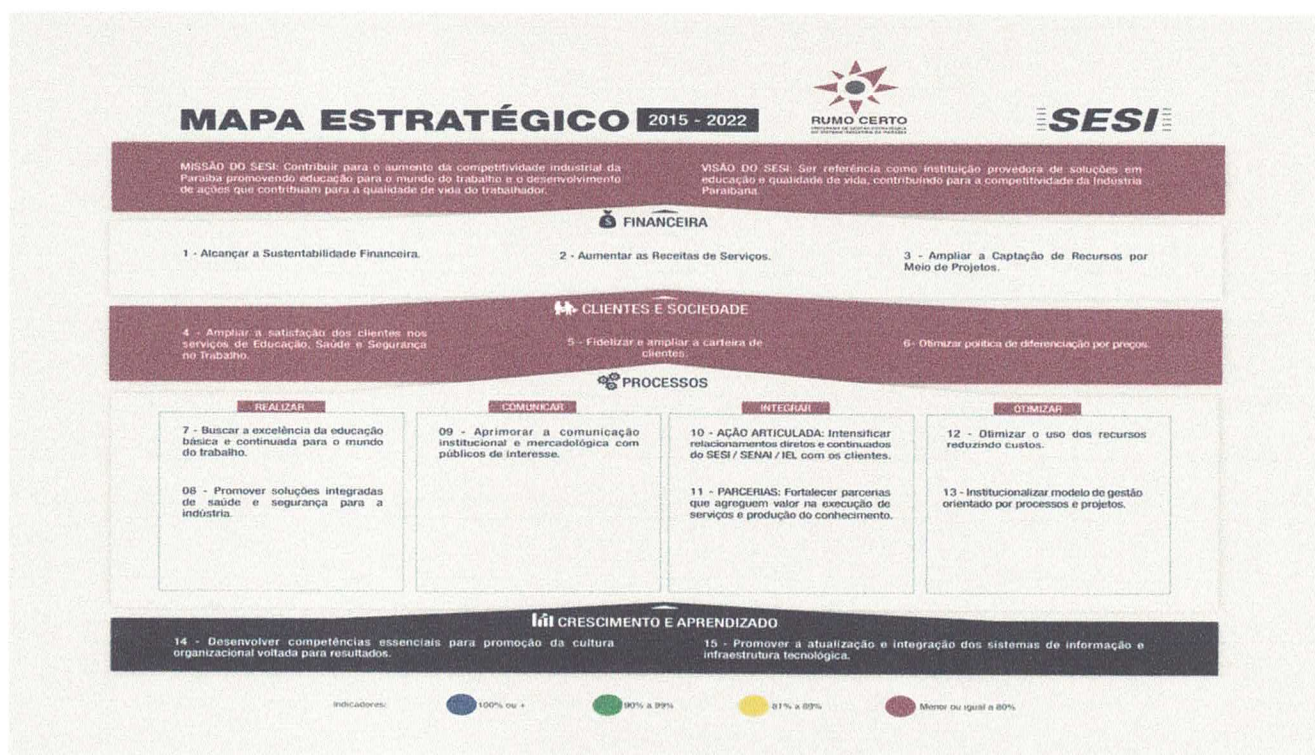 MAPA ESTRATÉGICO 2015 - 2022
RUMO CERTO
PROGRAMA DE GESTÃO ESTRATÉGICA
DO SISTEMA INDÚSTRIA DA PARAÍBA
SESI
MISSÃO DO SESI: Contribuir para o aumento da competitividade industrial da
Paraíba promovendo educação para o mundo do trabalho e o desenvolvimento
de ações que contribuam para a qualidade de vida do trabalhador.
VISÃO DO SESI: Ser referência como instituição provedora de soluções em
educação e qualidade de vida, contribuindo para a competitividade da Indústria
Paraibana.
FINANCEIRA
1 - Alcançar a Sustentabilidade Financeira.
2 - Aumentar as Receitas de Serviços.
3 - Ampliar a Captação de Recursos por
Meio de Projetos.
CLIENTES E SOCIEDADE
4 - Ampliar a satisfação dos clientes nos
serviços de Educação, Saúde e Segurança
no Trabalho.
5 - Fidelizar e ampliar a carteira de
clientes.
6- Otimizar política de diferenciação por preços.
PROCESSOS
REALIZAR
7 - Buscar a excelência da educação
básica e continuada para o mundo
do trabalho.
08 - Promover soluções integradas
de saúde e segurança para a
indústria.
COMUNICAR
09 - Aprimorar a comunicação
institucional e mercadológica com
públicos de interesse.
INTEGRAR
10 - AÇÃO ARTICULADA: Intensificar
relacionamentos diretos e continuados
do SESI / SENAI / IEL com os clientes.
11 - PARCERIAS: Fortalecer parcerias
que agreguem valor na execução de
serviços e produção do conhecimento.
OTIMIZAR
12 - Otimizar o uso dos recursos
reduzindo custos.
13 - Institucionalizar modelo de gestão
orientado por processos e projetos.
CRESCIMENTO E APRENDIZADO
14 - Desenvolver competências essenciais para promoção da cultura
organizacional voltada para resultados.
15 - Promover a atualização e integração dos sistemas de informação e
infraestrutura tecnológica.
Indicadores:
100% ou +
90% a 99%
81% a 89%
Menor ou igual a 80%